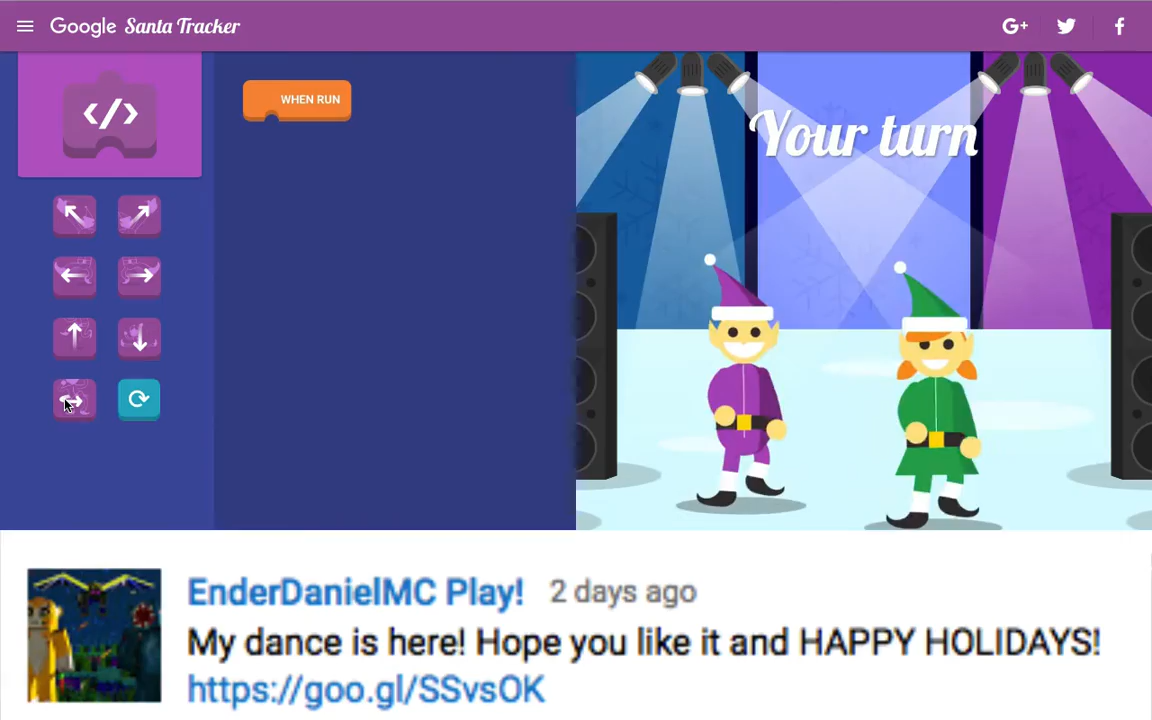 Google Santa Tracker
G+
</>
WHEN RUN
Your turn
EnderDanielMC Play! 2 days ago
My dance is here! Hope you like it and HAPPY HOLIDAYS!
https://goo.gl/SSvsOK